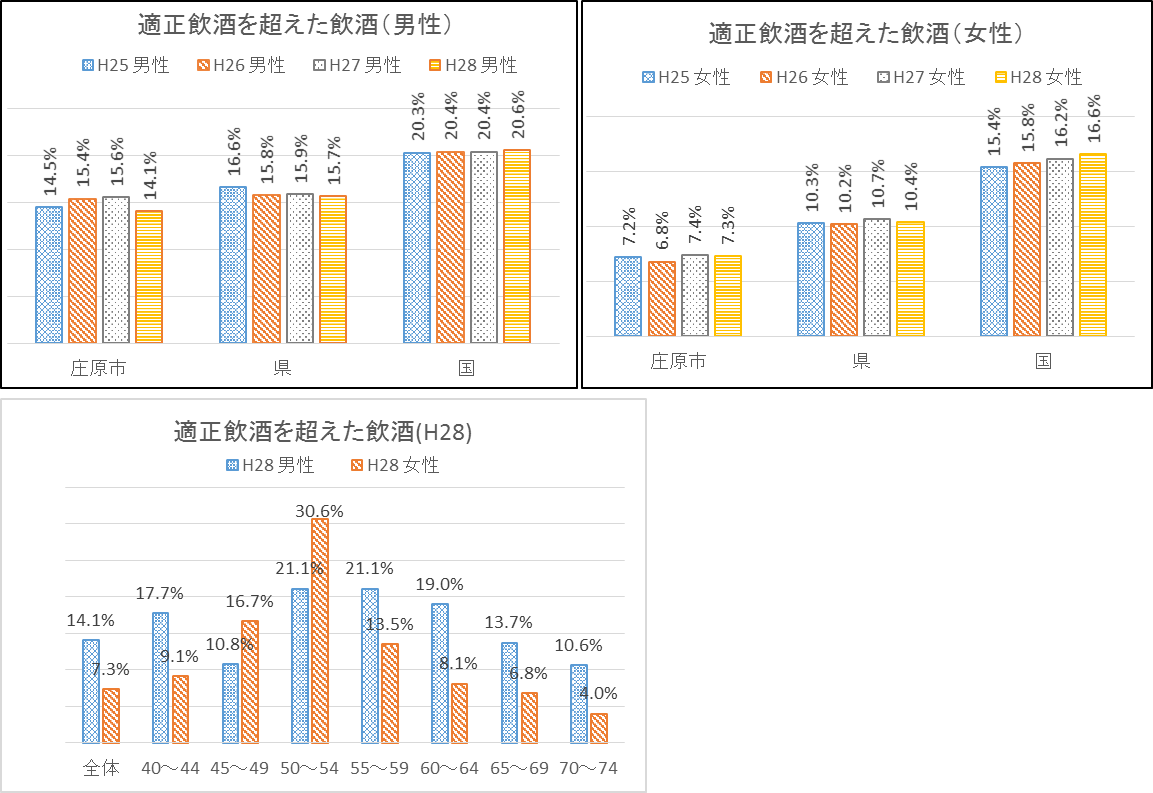 適正飲酒を超えた飲酒（男性）
H25 男性 H26 男性 H27 男性 H28 男性
14.5% 15.4% 15.6% 14.1% 16.6% 15.8% 15.9% 15.7% 20.3% 20.4% 20.4% 20.6%
庄原市 県 国
適正飲酒を超えた飲酒（女性）
H25 女性 H26 女性 H27 女性 H28 女性
7.2% 6.8% 7.4% 7.3% 10.3% 10.2% 10.7% 10.4% 15.4% 15.8% 16.2% 16.6%
庄原市 県 国
適正飲酒を超えた飲酒(H28)
H28 男性 H28 女性
14.1% 7.3% 17.7% 9.1% 10.8% 16.7% 21.1% 30.6% 21.1% 13.5% 19.0% 8.1% 13.7% 6.8% 10.6% 4.0%
全体 40～44 45～49 50～54 55～59 60～64 65～69 70～74